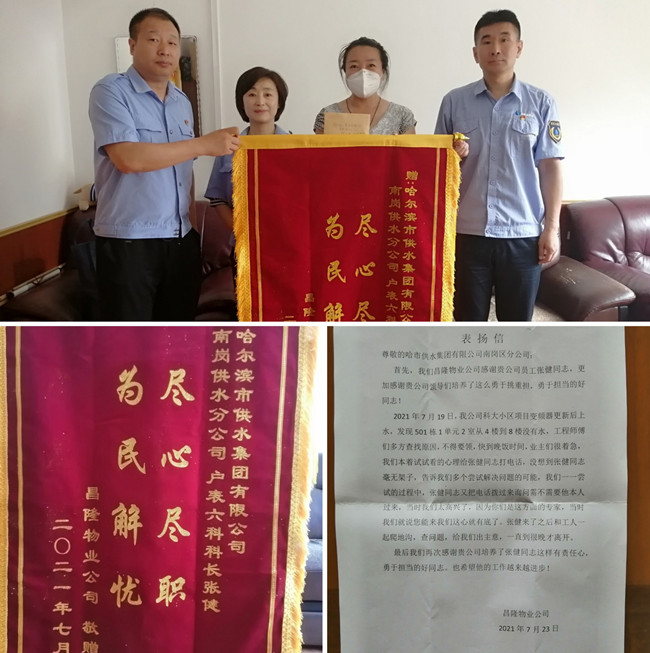 赠:哈尔滨市供水集团有限公
南岗供水分公司 户表六科科
尽心尽
为民解
昌隆
二
哈尔滨市供水集团有限公司
南岗供水分公司 户表六科科长张健
尽心尽职
为民解忧
昌隆物业公司 敬赠
二〇二一年七月
表扬信
尊敬的哈市供水集团有限公司南岗区分公司:
首先,我们昌隆物业公司感谢贵公司员工张健同志,更
加感谢贵公司领导们培养了这么勇于挑重担,勇于担当的好
同志!
2021年7月19日,我公司科大小区项目变频器更新后上
水,发现501栋1单元2室从4楼到8楼没有水,工程师傅
们多方查找原因,不得要领,快到晚饭时间,业主们很着急,
我们本着试试看的心理给张健同志打电话,没想到张健同志
毫无架子,告诉我们多个尝试解决问题的可能,我们一一尝
试的过程中,张健同志又把电话拨过来询问需不需要他本人
过来,当时我们太高兴了,因为你们是这方面的专家,当时
我们就说您能来我们这心就有底了,张健来了之后和工人一
起爬地沟,查问题,给我们出主意,一直到很晚才离开。
最后我们再次感谢贵公司培养了张健同志这样有责任心,
勇于担当的好同志,也希望他的工作越来越进步!
昌隆物业公司
2021年7月23日